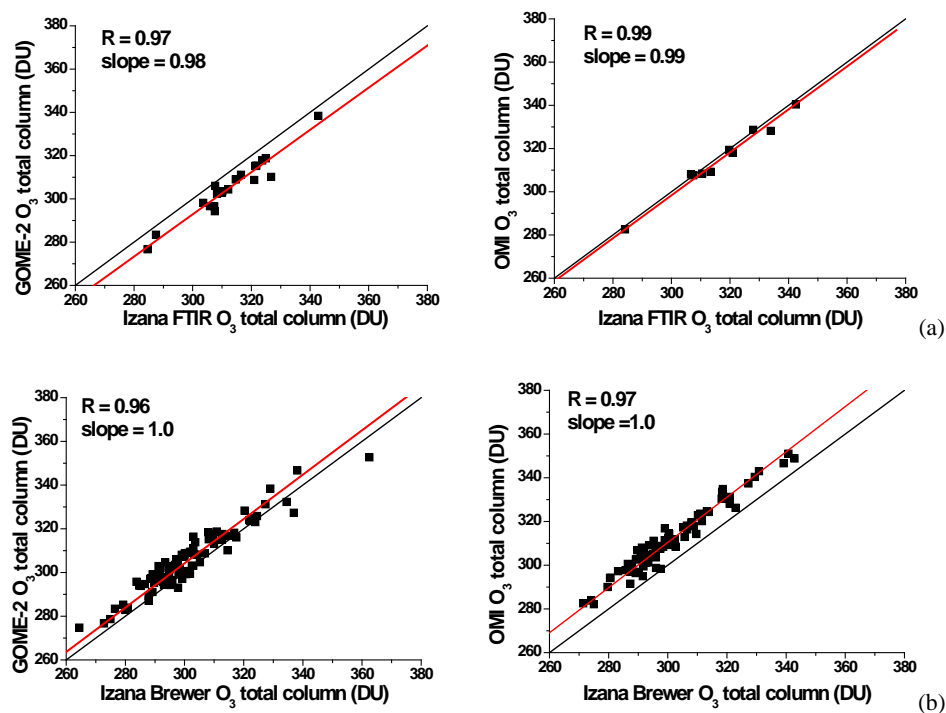 R = 0.97
slope = 0.98
GOME-2 O3 total column (DU)
380
360
340
320
300
280
260
260 280 300 320 340 360 380
Izana FTIR O3 total column (DU)
R = 0.99
slope = 0.99
OMI O3 total column (DU)
380
360
340
320
300
280
260
260 280 300 320 340 360 380
Izana FTIR O3 total column (DU)
(a)
R = 0.96
slope = 1.0
GOME-2 O3 total column (DU)
380
360
340
320
300
280
260
260 280 300 320 340 360 380
Izana Brewer O3 total column (DU)
R = 0.97
slope =1.0
OMI O3 total column (DU)
380
360
340
320
300
280
260
260 280 300 320 340 360 380
Izana Brewer O3 total column (DU)
(b)